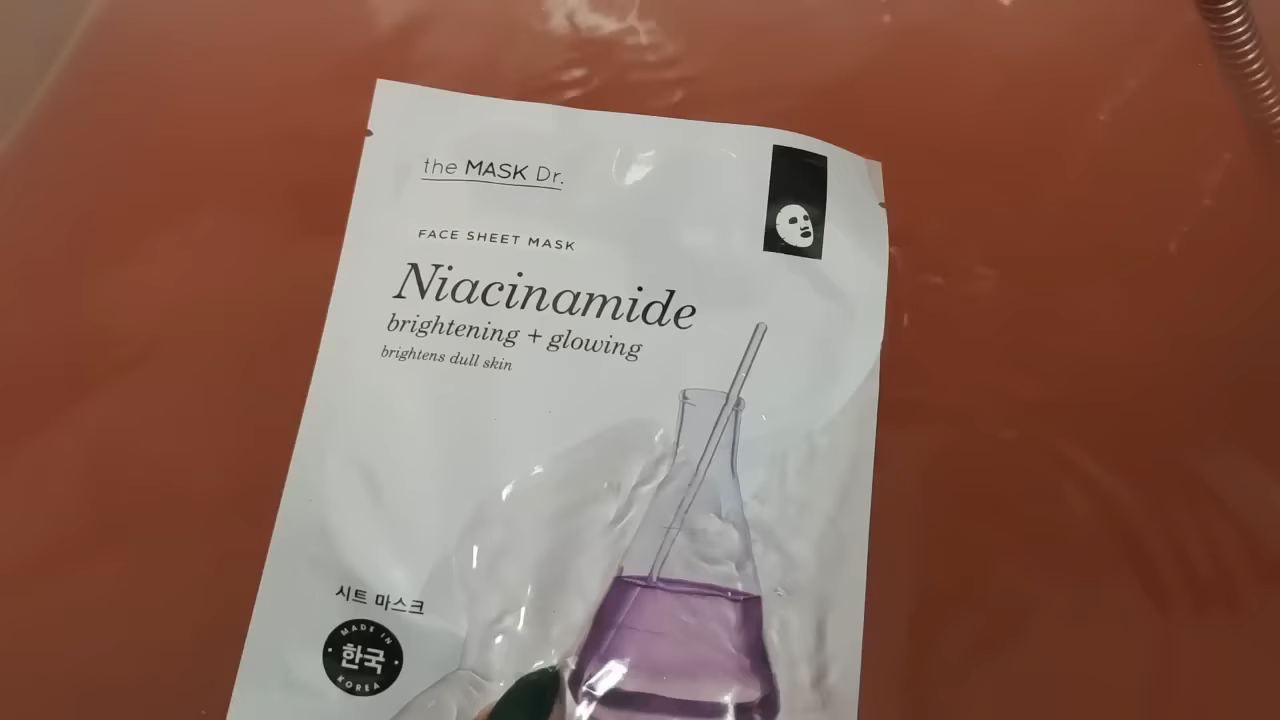 the MASK Dr.
FACE SHEET MASK
Niacinamide
brightening + glowing
brightens dull skin
시트 마스크
MADE IN
한국
KOREA